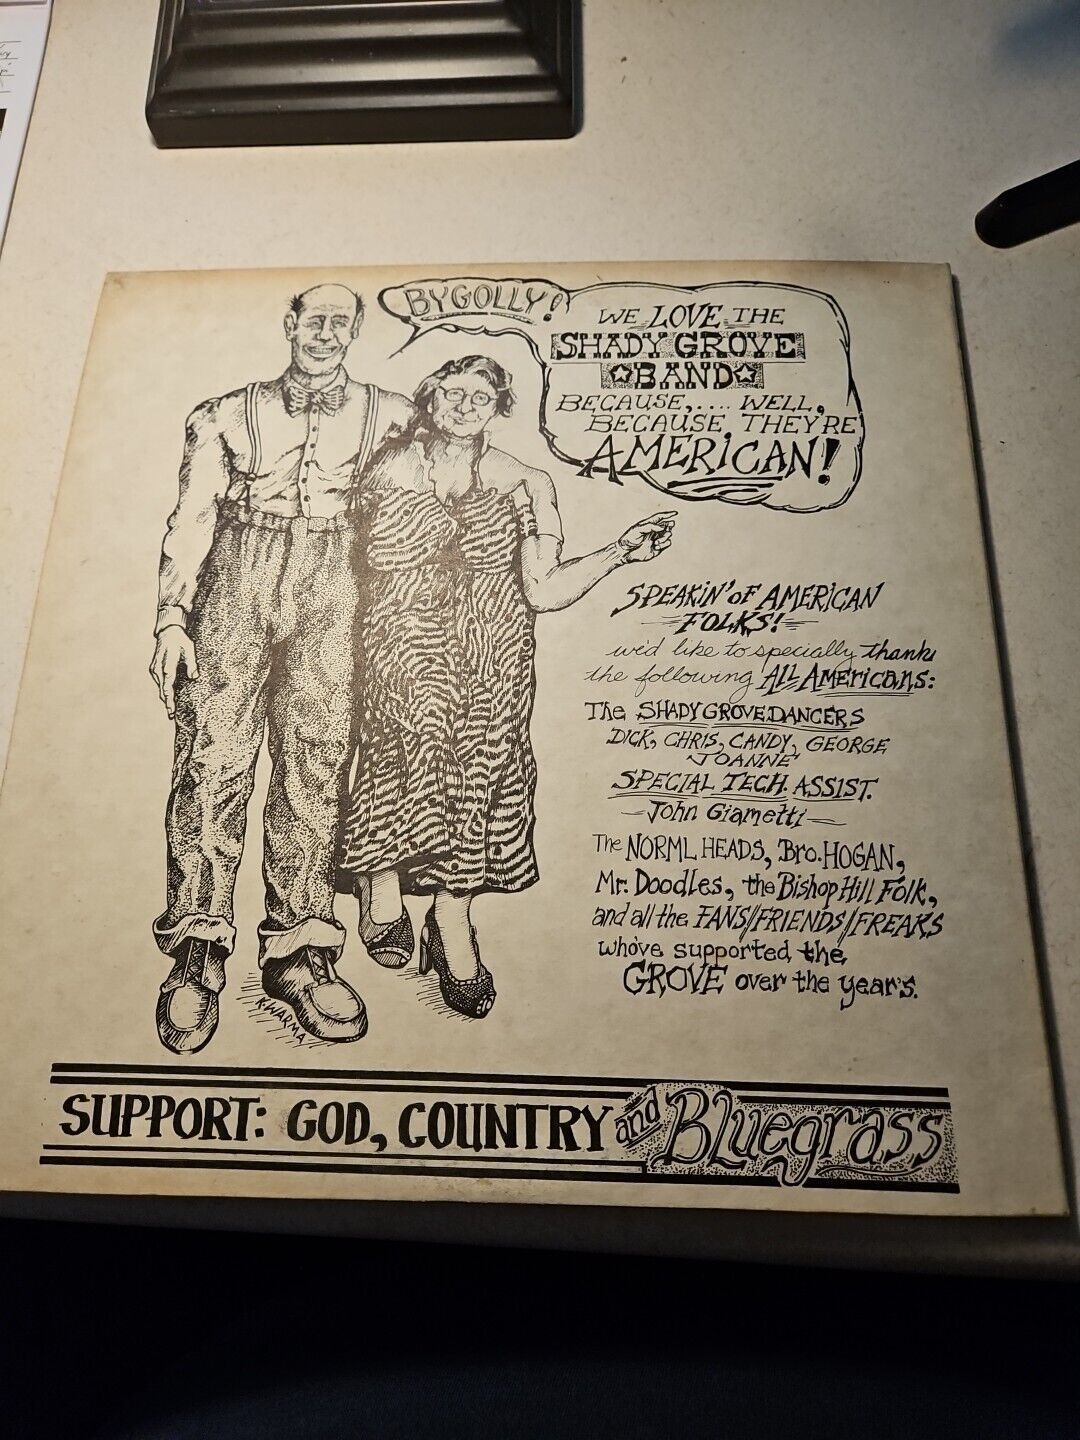 BYGOLLY!
WE LOVE THE
SHADY GROVE
BAND
BECAUSE,.... WELL,
BECAUSE THEY'RE
AMERICAN!
SPEAKIN' OF AMERICAN
FOLKS!
we'd like to specially thank
the following ALL AMERICANS:
The SHADY GROVE DANCERS
DICK, CHRIS, CANDY, GEORGE
JOANNE
SPECIAL TECH. ASSIST.
John Giametti
The NORML HEADS, Bro. HOGAN,
Mr. Doodles, the Bishop Hill Folk,
and all the FANS/FRIENDS/FREAKS
who've supported the
GROVE over the years.
K. WARMA
SUPPORT: GOD, COUNTRY and Bluegrass